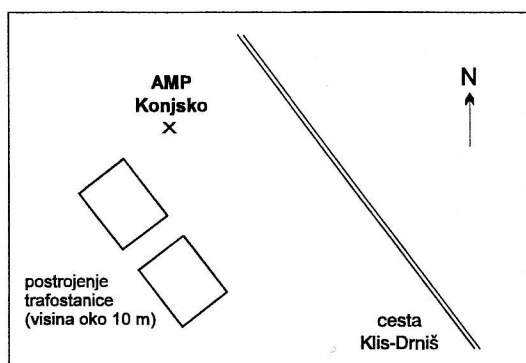 AMP
Konjsko
N
postrojenje
trafostanice
(visina oko 10 m)
cesta
Klis-Drniš